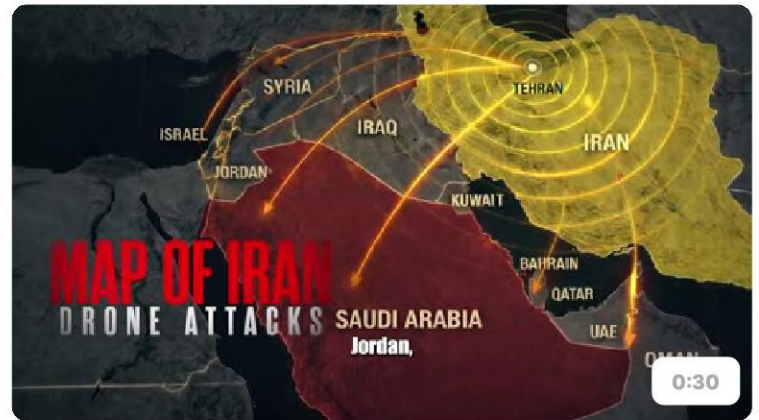 TEHRAN
SYRIA
ISRAEL
IRAQ
IRAN
JORDAN
KUWAIT
MAP OF IRAN
DRONE ATTACKS
BAHRAIN
QATAR
SAUDI ARABIA
UAE
Jordan,
OMAN
0:30